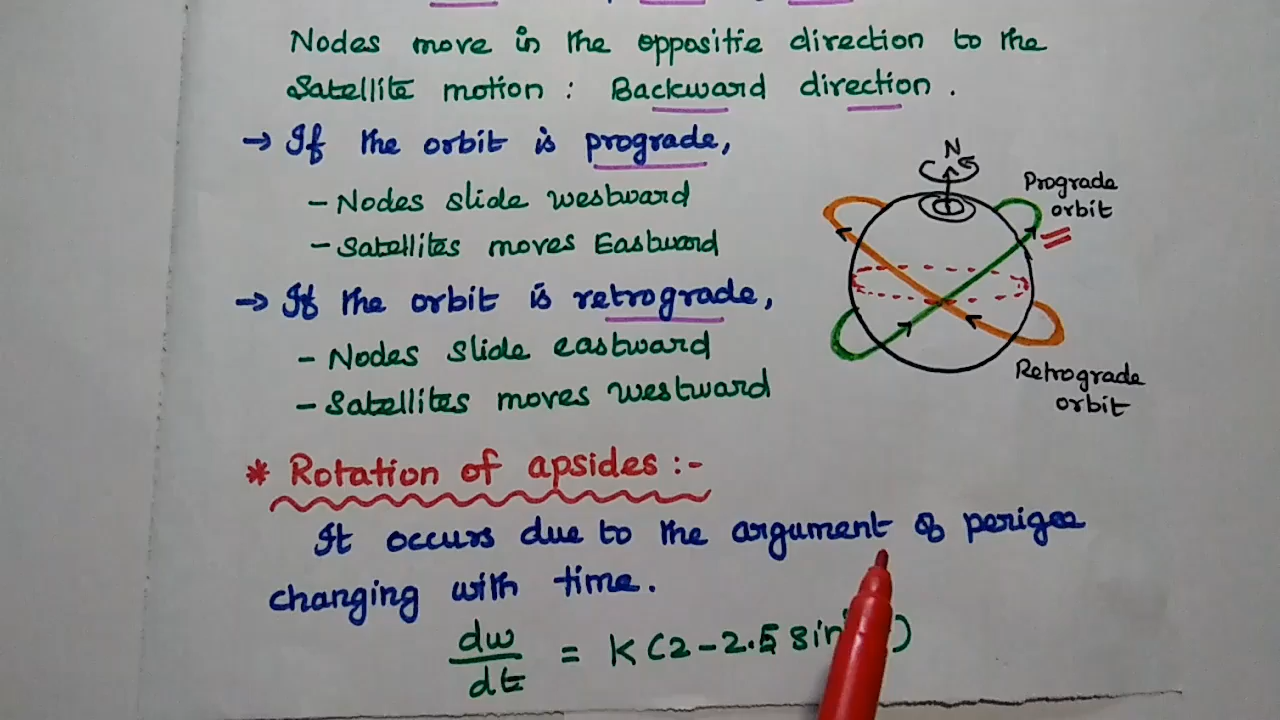 Nodes move in the oppositie direction to the
Satellite motion : Backward direction .
→ If the orbit is prograde,
- Nodes slide westward
- Satellites moves Eastward
→ If the orbit is retrograde,
- Nodes slide eastward
- Satellites moves westward
N
Prograde
orbit
Retrograde
orbit
* Rotation of apsides :-
It occurs due to the argument of perigee
changing with time.
dw/dt = K(2-2.5 sin )